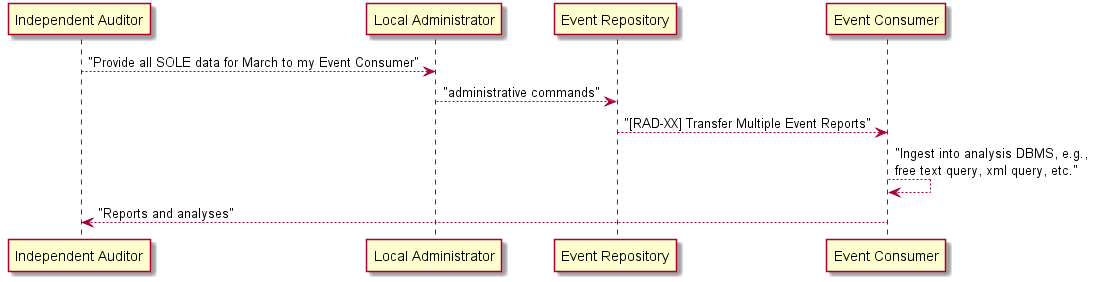 Independent Auditor
Local Administrator
Event Repository
Event Consumer
"Provide all SOLE data for March to my Event Consumer"
"administrative commands"
"[RAD-XX] Transfer Multiple Event Reports"
"Ingest into analysis DBMS, e.g.,
free text query, xml query, etc."
"Reports and analyses"
Independent Auditor
Local Administrator
Event Repository
Event Consumer